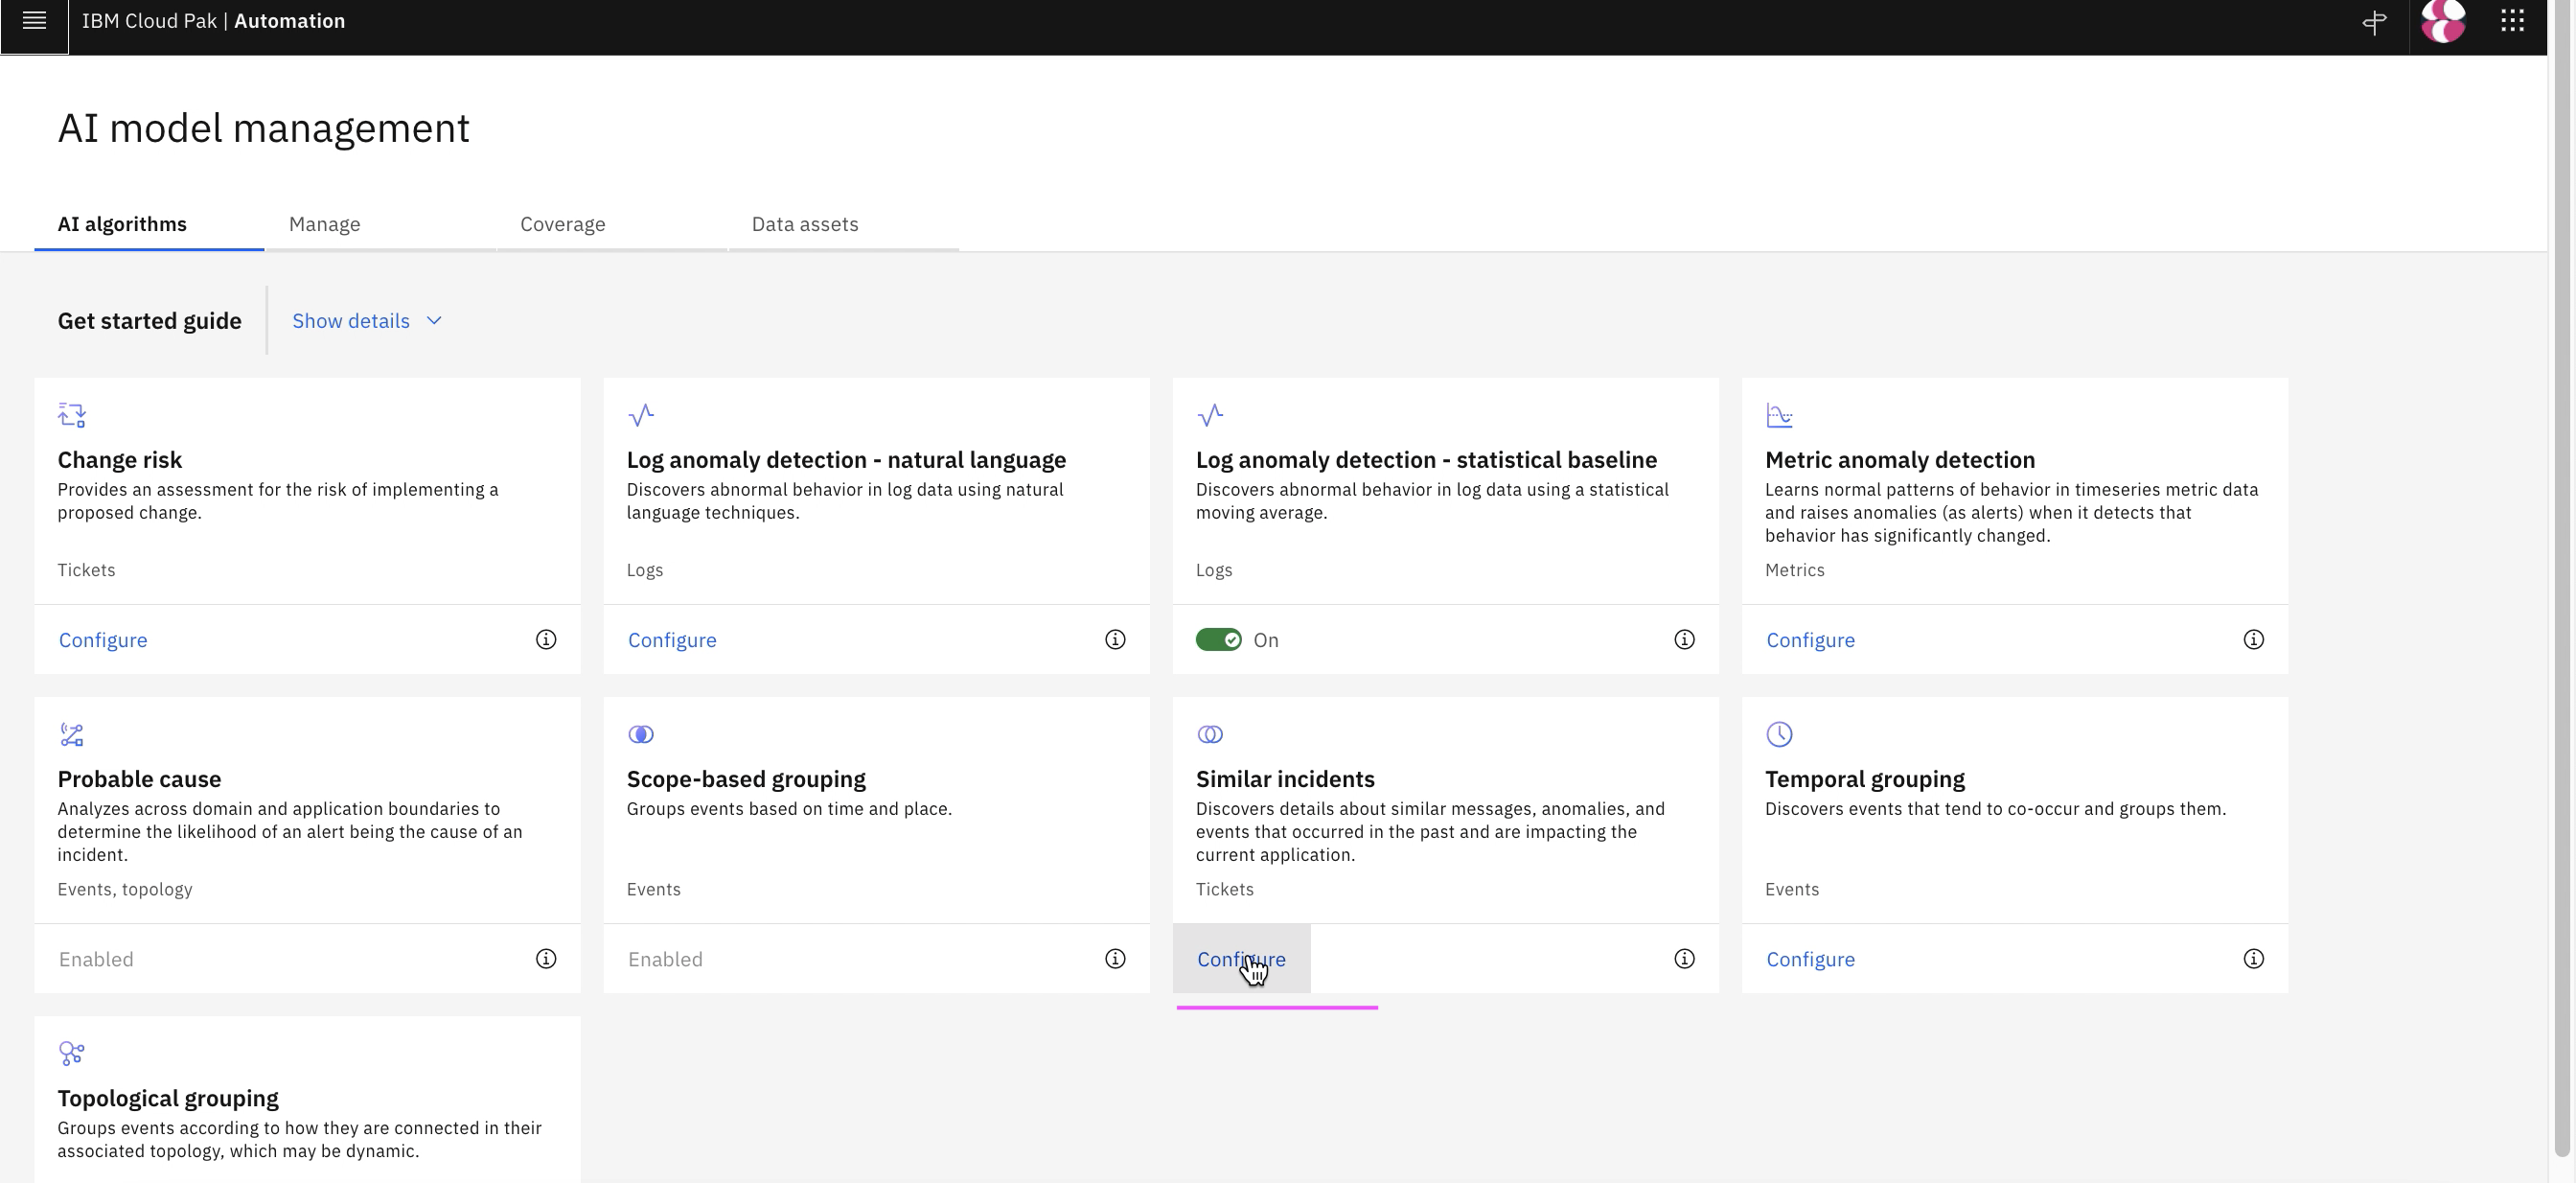 IBM Cloud Pak | Automation
AI model management
AI algorithms
Manage
Coverage
Data assets
Get started guide
Show details
Change risk
Provides an assessment for the risk of implementing a
proposed change.
Tickets
Configure
Log anomaly detection - natural language
Discovers abnormal behavior in log data using natural
language techniques.
Logs
Configure
Log anomaly detection - statistical baseline
Discovers abnormal behavior in log data using a statistical
moving average.
Logs
On
Metric anomaly detection
Learns normal patterns of behavior in timeseries metric data
and raises anomalies (as alerts) when it detects that
behavior has significantly changed.
Metrics
Configure
Probable cause
Analyzes across domain and application boundaries to
determine the likelihood of an alert being the cause of an
incident.
Events, topology
Enabled
Scope-based grouping
Groups events based on time and place.
Events
Enabled
Similar incidents
Discovers details about similar messages, anomalies, and
events that occurred in the past and are impacting the
current application.
Tickets
Configure
Temporal grouping
Discovers events that tend to co-occur and groups them.
Events
Configure
Topological grouping
Groups events according to how they are connected in their
associated topology, which may be dynamic.